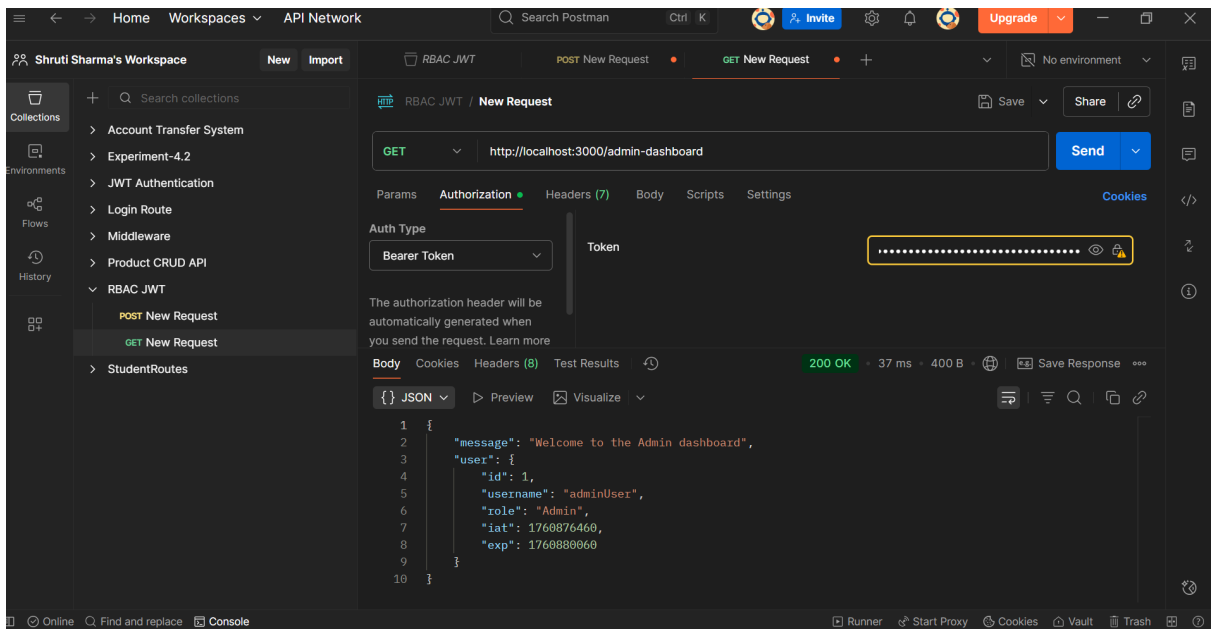 Home Workspaces API Network Search Postman Ctrl K Invite Upgrade
Shruti Sharma's Workspace New Import RBAC JWT POST New Request GET New Request No environment
Collections
Environments
Flows
History
Search collections
Account Transfer System
Experiment-4.2
JWT Authentication
Login Route
Middleware
Product CRUD API
RBAC JWT
POST New Request
GET New Request
StudentRoutes
HTTP RBAC JWT / New Request Save Share
GET http://localhost:3000/admin-dashboard Send
Params Authorization Headers (7) Body Scripts Settings Cookies
Auth Type
Bearer Token
Token
The authorization header will be
automatically generated when
you send the request. Learn more
Body Cookies Headers (8) Test Results 200 OK 37 ms 400 B e.g. Save Response
{} JSON Preview Visualize
1 {
2 "message": "Welcome to the Admin dashboard",
3 "user": {
4 "id": 1,
5 "username": "adminUser",
6 "role": "Admin",
7 "iat": 1760876460,
8 "exp": 1760880060
9 }
10 }
Online Find and replace Console Runner Start Proxy Cookies Vault Trash